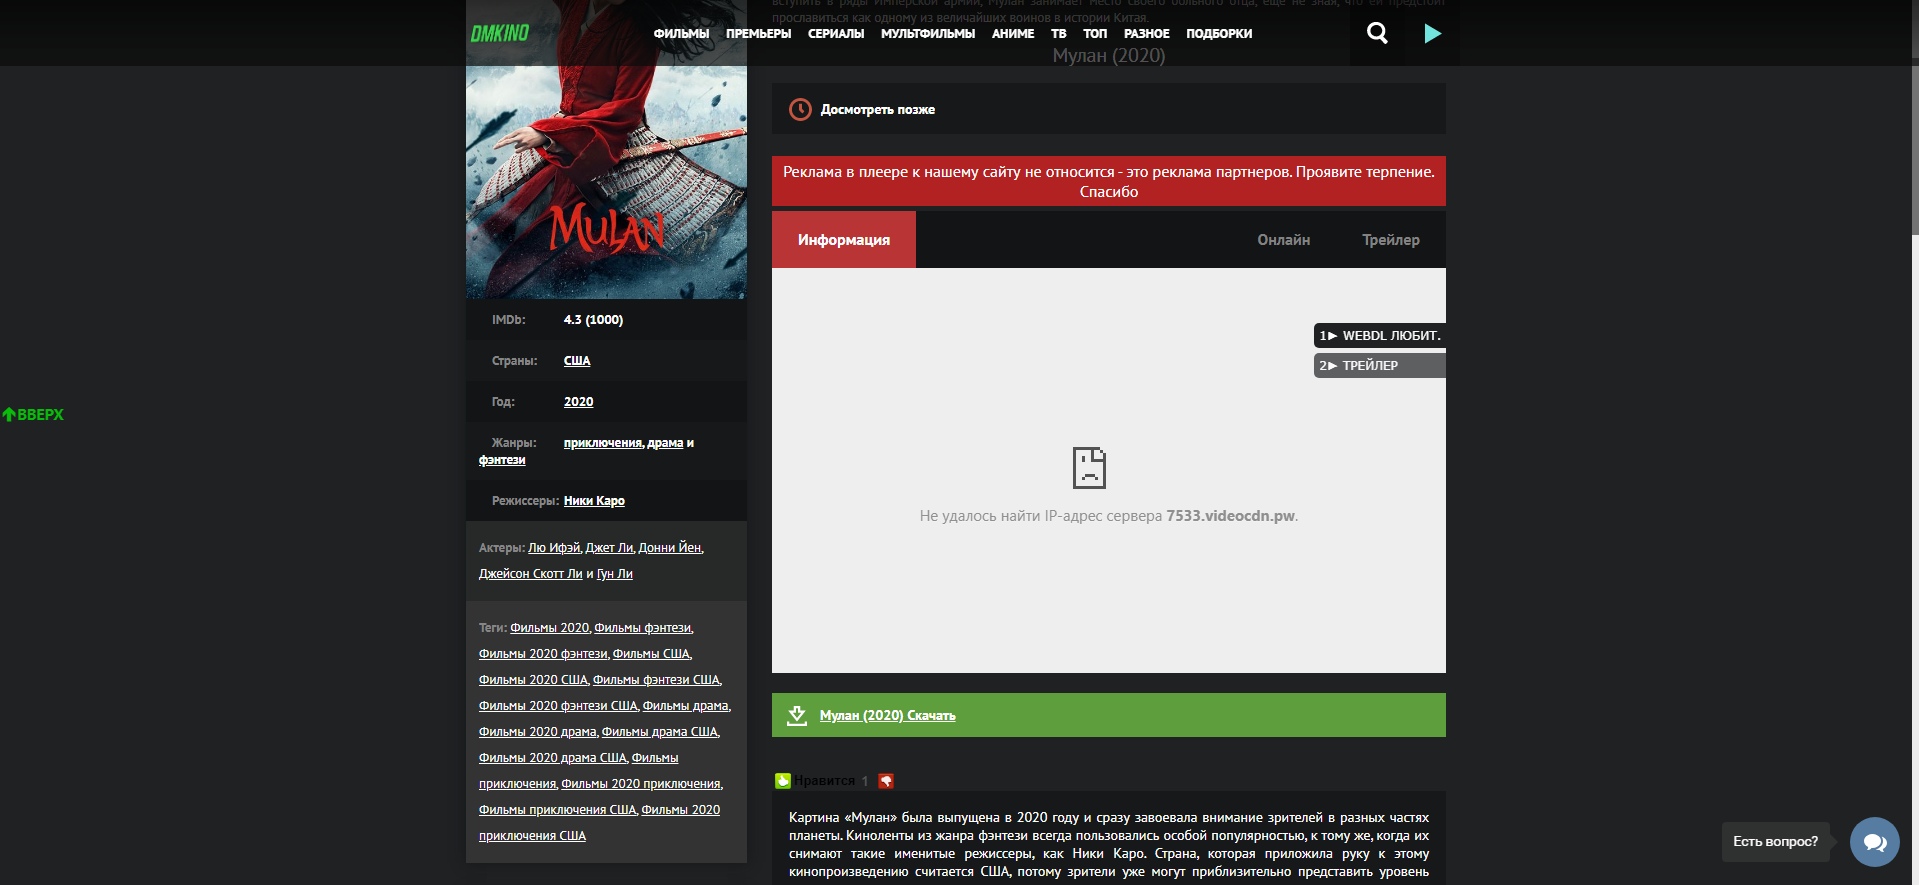 вступить в ряды Имперской армии, Мулан занимает место своего больного отца, еще не зная, что ей предстоит
прославиться как одному из величайших воинов в истории Китая.
DMKINO
ФИЛЬМЫ ПРЕМЬЕРЫ СЕРИАЛЫ МУЛЬТФИЛЬМЫ АНИМЕ ТВ ТОП РАЗНОЕ ПОДБОРКИ
Мулан (2020)
Досмотреть позже
Реклама в плеере к нашему сайту не относится - это реклама партнеров. Проявите терпение.
Спасибо
Информация Онлайн Трейлер
1► WEBDL ЛЮБИТ.
2► ТРЕЙЛЕР
Не удалось найти IP-адрес сервера 7533.videocdn.pw.
Мулан (2020) Скачать
Нравится 1
Картина «Мулан» была выпущена в 2020 году и сразу завоевала внимание зрителей в разных частях
планеты. Киноленты из жанра фэнтези всегда пользовались особой популярностью, к тому же, когда их
снимают такие именитые режиссеры, как Ники Каро. Страна, которая приложила руку к этому
кинопроизведению считается США, потому зрители уже могут приблизительно представить уровень
MULAN
IMDb: 4.3 (1000)
Страны: США
Год: 2020
Жанры: приключения, драма и
фэнтези
Режиссеры: Ники Каро
Актеры: Лю Ифэй, Джет Ли, Донни Йен,
Джейсон Скотт Ли и Гун Ли
Теги: Фильмы 2020, Фильмы фэнтези,
Фильмы 2020 фэнтези, Фильмы США,
Фильмы 2020 США, Фильмы фэнтези США,
Фильмы 2020 фэнтези США, Фильмы драма,
Фильмы 2020 драма, Фильмы драма США,
Фильмы 2020 драма США, Фильмы
приключения, Фильмы 2020 приключения,
Фильмы приключения США, Фильмы 2020
приключения США
ВВЕРХ
Есть вопрос?